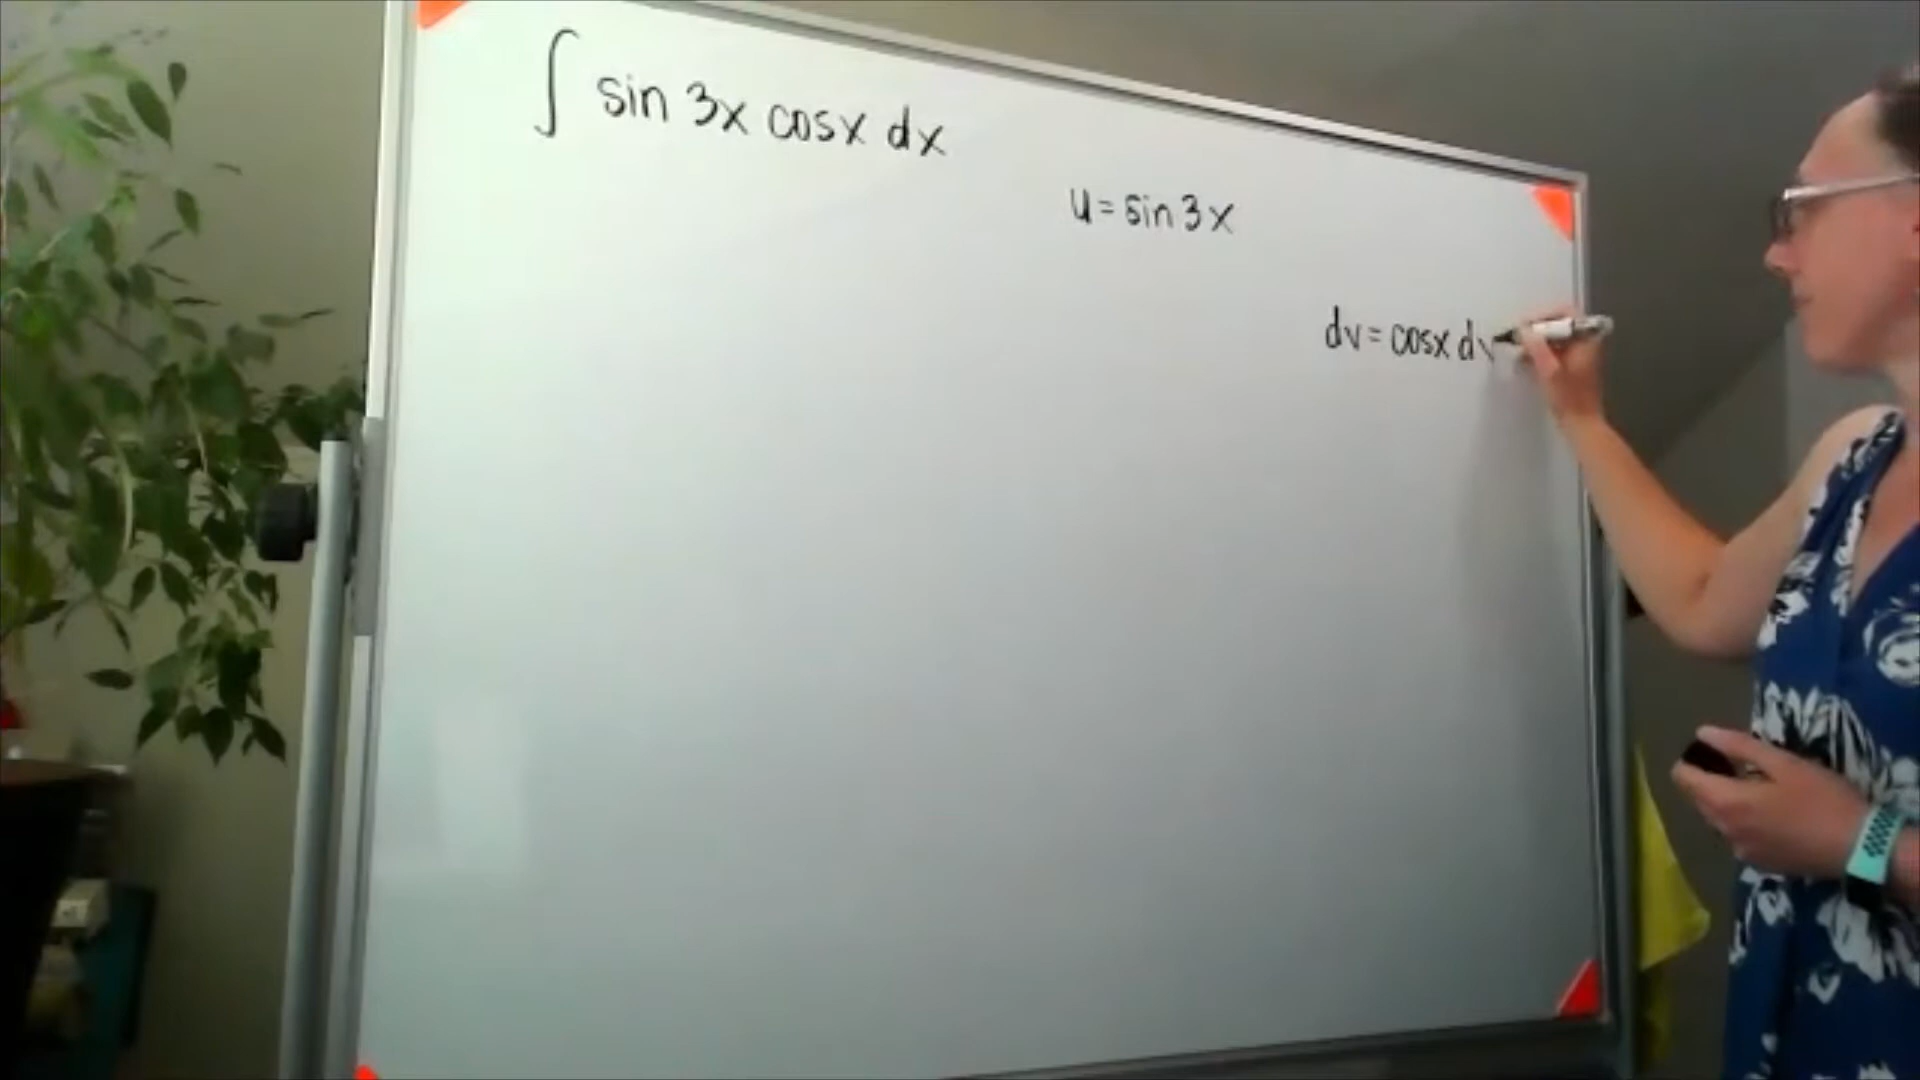 ∫ sin 3x cosx dx
u = sin 3x
dv = cosx dx